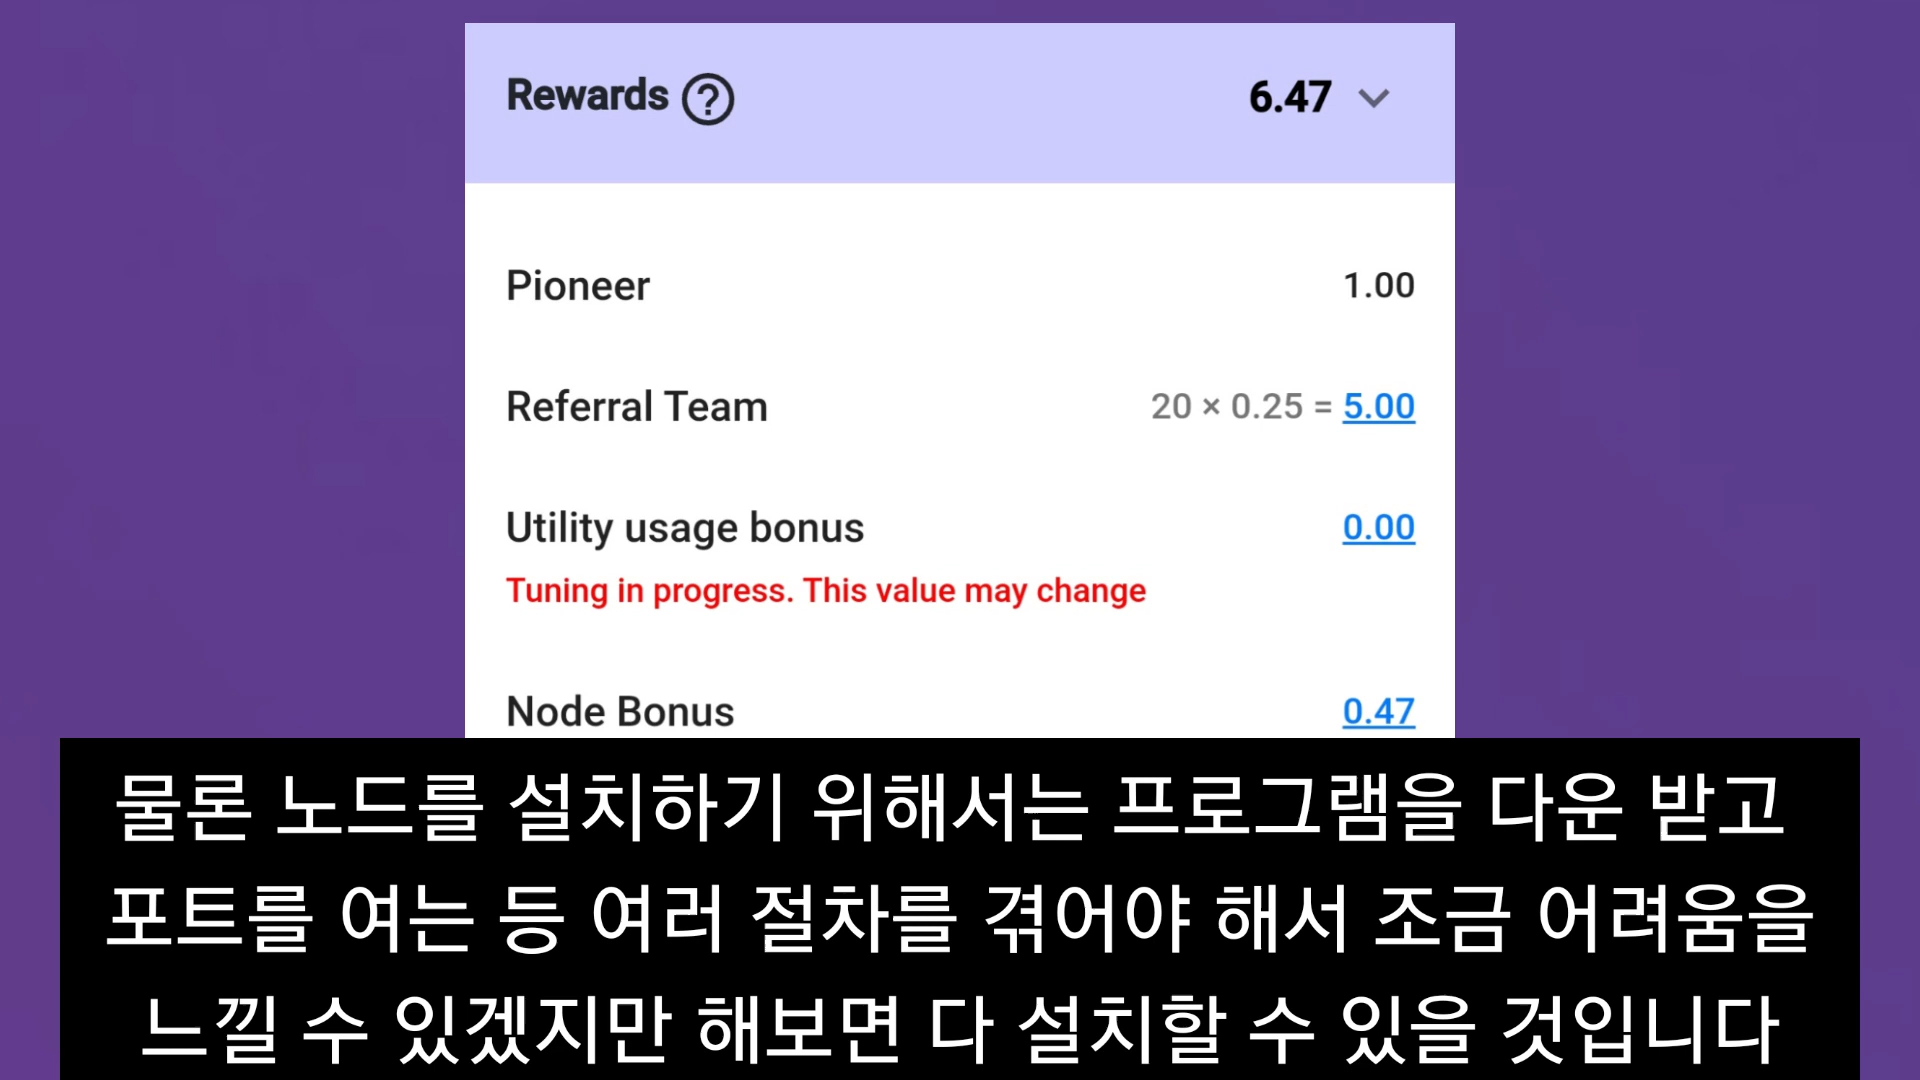 Rewards ? 6.47
Pioneer 1.00
Referral Team 20 × 0.25 = 5.00
Utility usage bonus 0.00
Tuning in progress. This value may change
Node Bonus 0.47
물론 노드를 설치하기 위해서는 프로그램을 다운 받고
포트를 여는 등 여러 절차를 겪어야 해서 조금 어려움을
느낄 수 있겠지만 해보면 다 설치할 수 있을 것입니다